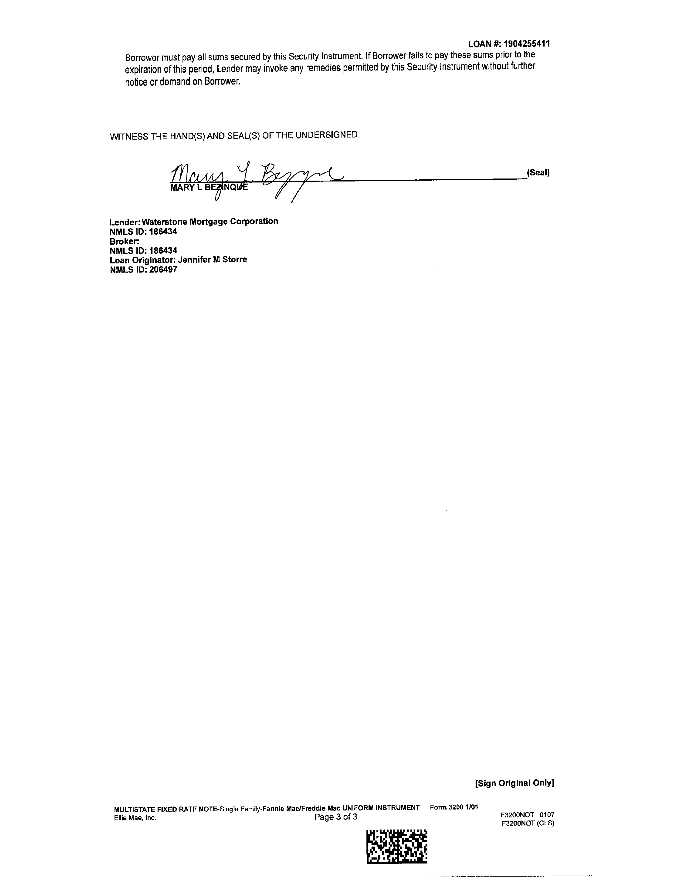 LOAN #: 1904255411
Borrower must pay all sums secured by this Security Instrument. If Borrower fails to pay these sums prior to the
expiration of this period, Lender may invoke any remedies permitted by this Security Instrument without further
notice or demand on Borrower.
WITNESS THE HAND(S) AND SEAL(S) OF THE UNDERSIGNED
(Seal)
MARY L BEZINQUE
Lender: Waterstone Mortgage Corporation
NMLS ID: 186434
Broker:
NMLS ID: 186434
Loan Originator: Jennifer M Storre
NMLS ID: 206497
[Sign Original Only]
MULTISTATE FIXED RATE NOTE-Single Family-Fannie Mae/Freddie Mac UNIFORM INSTRUMENT Form 3200 1/01
Ellie Mae, Inc. Page 3 of 3 F3200NOT 0107
F3200NOT (CLS)